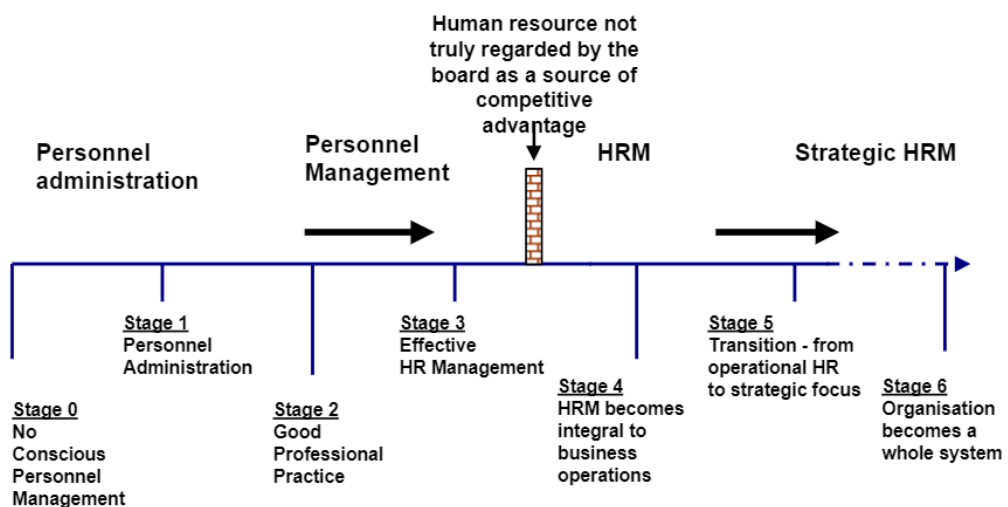 Human resource not
truly regarded by the
board as a source of
competitive
advantage
Personnel
administration
Personnel
Management
HRM
Strategic HRM
Stage 0
No
Conscious
Personnel
Management
Stage 1
Personnel
Administration
Stage 2
Good
Professional
Practice
Stage 3
Effective
HR Management
Stage 4
HRM becomes
integral to
business
operations
Stage 5
Transition - from
operational HR
to strategic focus
Stage 6
Organisation
becomes a
whole system